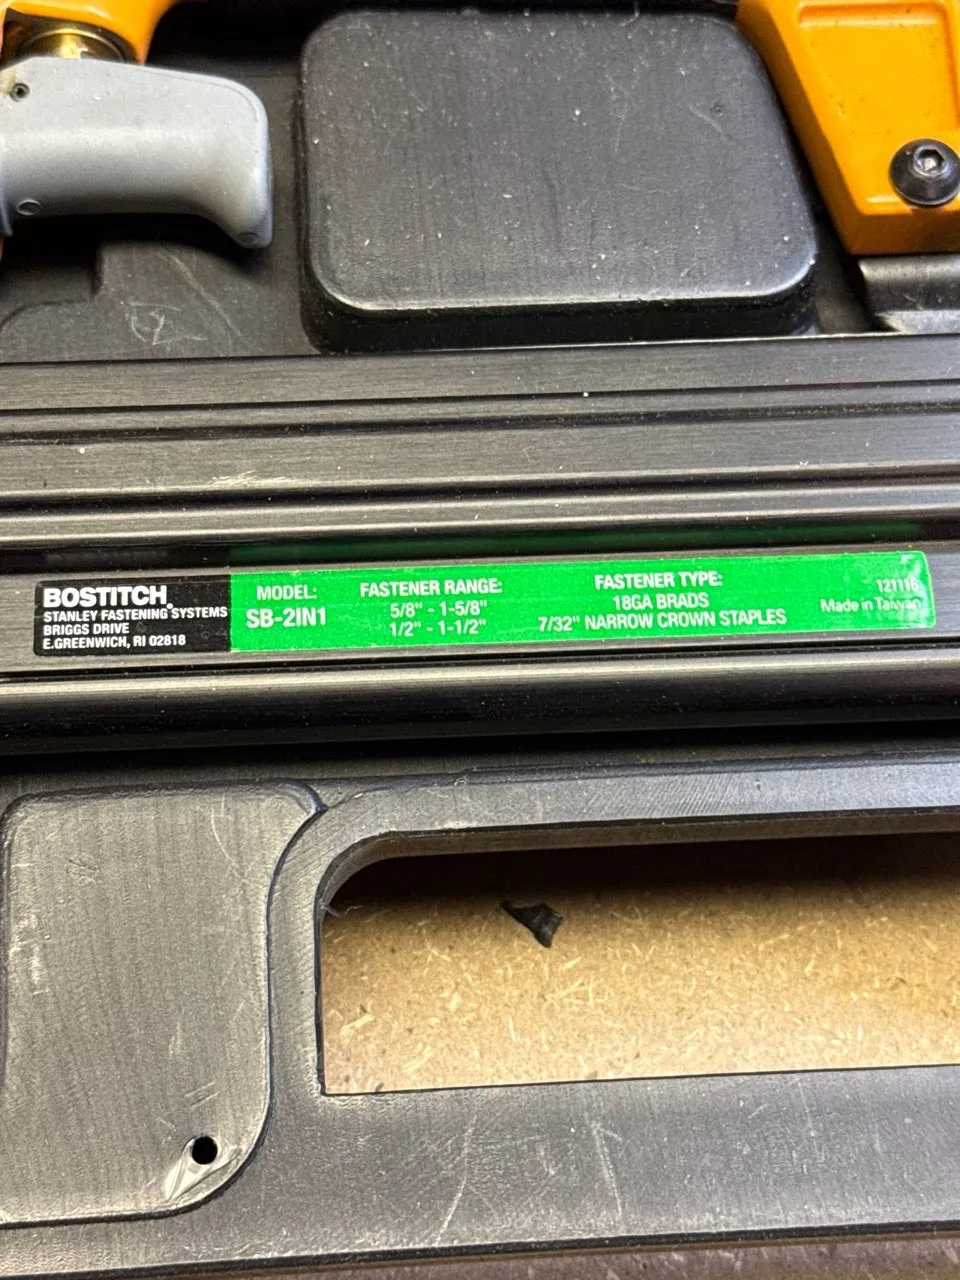 BOSTITCH®
STANLEY FASTENING SYSTEMS
BRIGGS DRIVE
E.GREENWICH, RI 02818
MODEL:
SB-2IN1
FASTENER RANGE:
5/8" - 1-5/8"
1/2" - 1-1/2"
FASTENER TYPE:
18GA BRADS
7/32" NARROW CROWN STAPLES
121116
Made in Taiwan